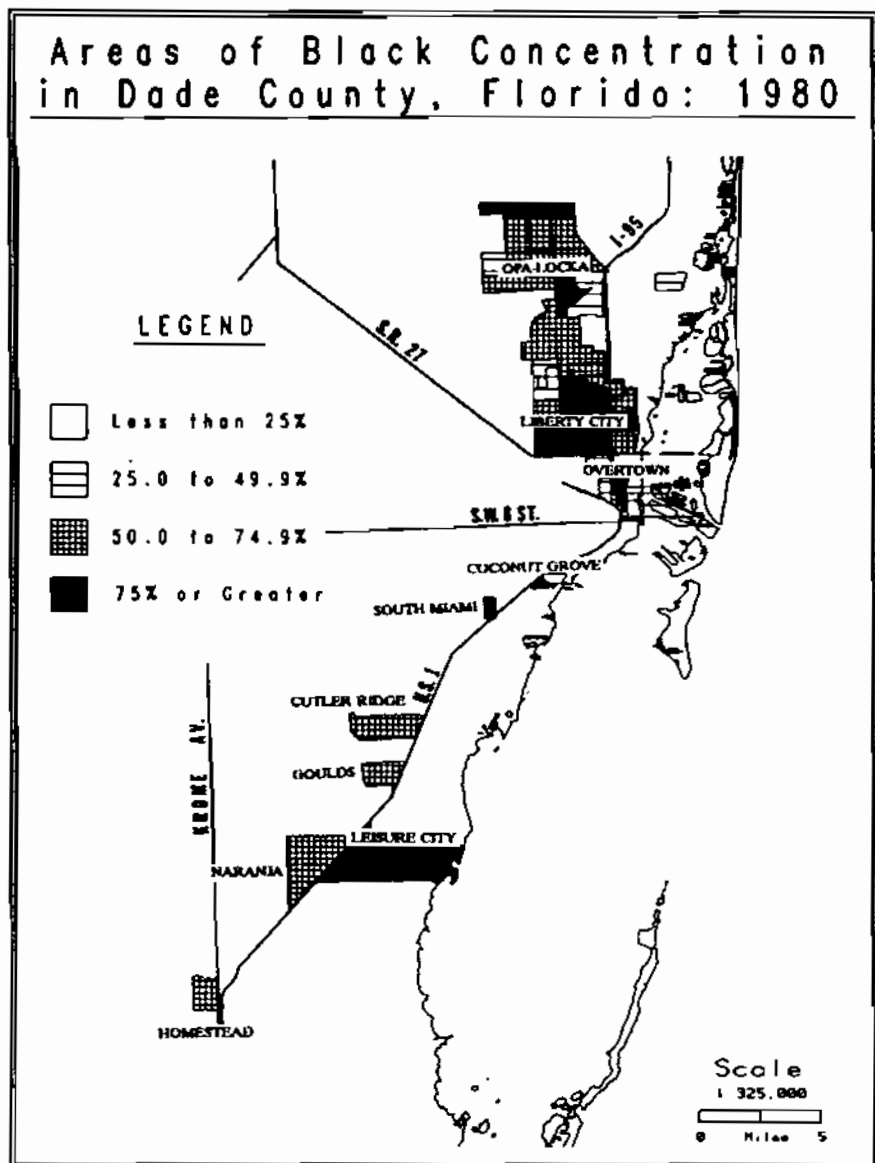 Areas of Black Concentration
in Dade County, Florida: 1980
I-95
OPA-LOCKA
LEGEND
S.R. 27
Less than 25%
LIBERTY CITY
25.0 to 49.9%
OVERTOWN
S.W. 8 ST.
50.0 to 74.9%
COCONUT GROVE
75% or Greater
SOUTH MIAMI
U.S. 1
CUTLER RIDGE
KROME AV.
GOULDS
LEISURE CITY
NARANJA
HOMESTEAD
Scale
1 325,000
0 Miles 5